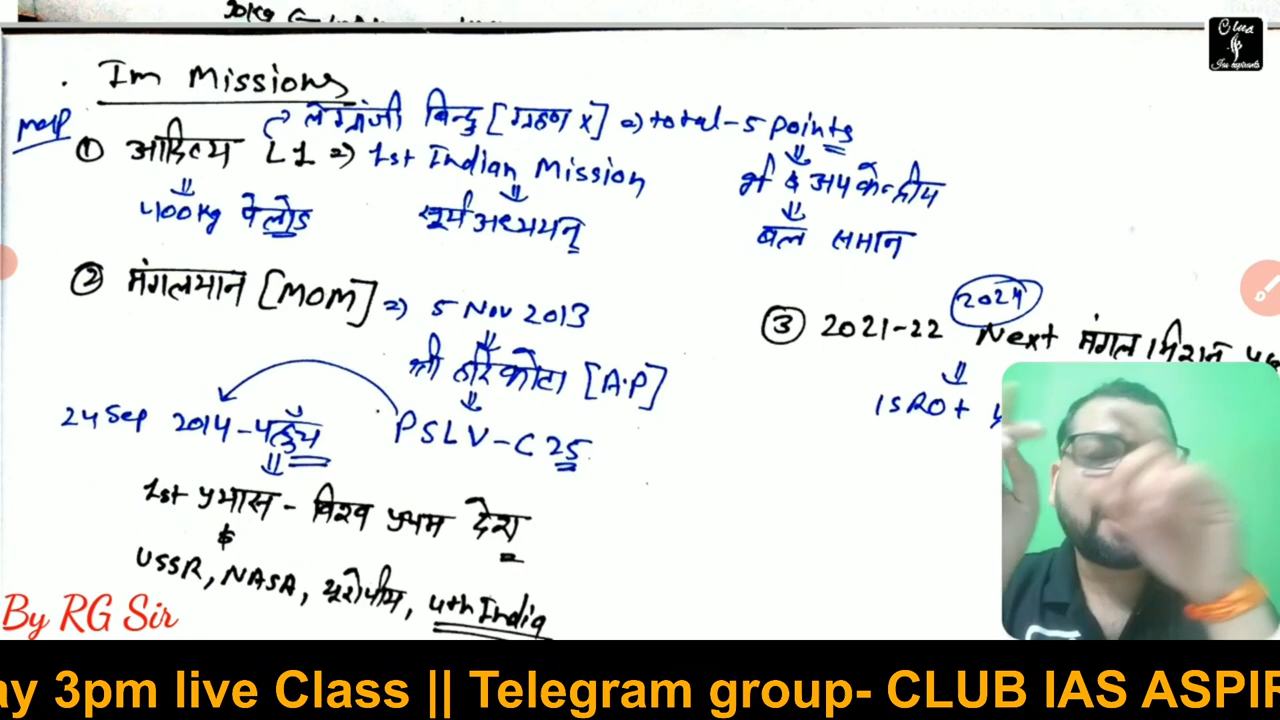 Im Missions
लेग्रांजी बिन्दु [ग्रहण x] => total - 5 points
① आदित्य L1 => 1st Indian Mission
400kg पेलोड
सूर्य अध्ययन
गु० & अपकेन्द्रीय
बल समान
② मंगलयान [MOM] => 5 Nov 2013
श्री हरिकोटा [A.P]
24 Sep 2014 - पहुँच
PSLV-C25
1st प्रयास - विश्व प्रथम देश
USSR, NASA, यूरोपीय, 4th India
2024
③ 2021-22 Next मंगल मिशन
ISRO+
Club
Ias aspirants
By RG Sir
ay 3pm live Class || Telegram group- CLUB IAS ASPIR